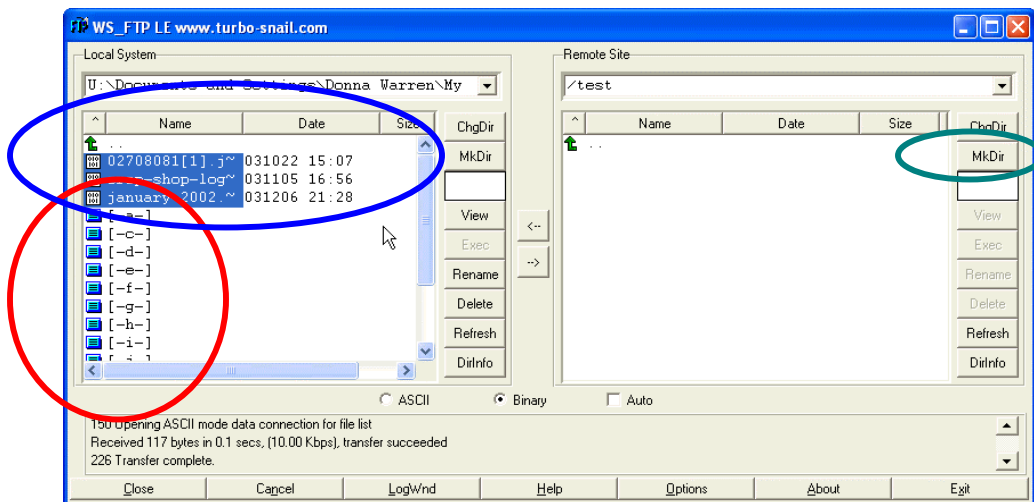 WS_FTP LE www.turbo-snail.com
Local System
U:\Documents and Settings\Donna Warren\My
^ Name Date Size
..
02708081[1].j~ 031022 15:07
-shop-log~ 031105 16:56
january 2002.~ 031206 21:28
[-a-]
[-c-]
[-d-]
[-e-]
[-f-]
[-g-]
[-h-]
[-i-]
[-j-]
ChgDir
MkDir
View
Exec
Rename
Delete
Refresh
DirInfo
<--
-->
Remote Site
/test
^ Name Date Size
..
ChgDir
MkDir
View
Exec
Rename
Delete
Refresh
DirInfo
ASCII Binary Auto
150 Opening ASCII mode data connection for file list
Received 117 bytes in 0.1 secs, (10.00 Kbps), transfer succeeded
226 Transfer complete.
Close Cancel LogWnd Help Options About Exit